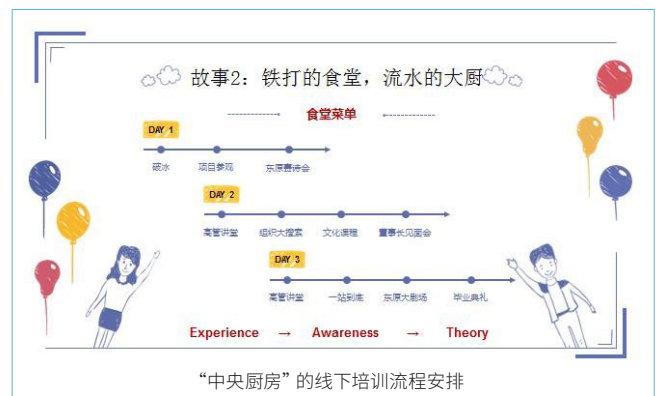 故事2：铁打的食堂，流水的大厨
食堂菜单
DAY 1
破冰 项目参观 东原赛诗会
DAY 2
高管讲堂 组织大搜索 文化课程 董事长见面会
DAY 3
高管讲堂 一站到底 东原大剧场 毕业典礼
Experience → Awareness → Theory
“中央厨房”的线下培训流程安排